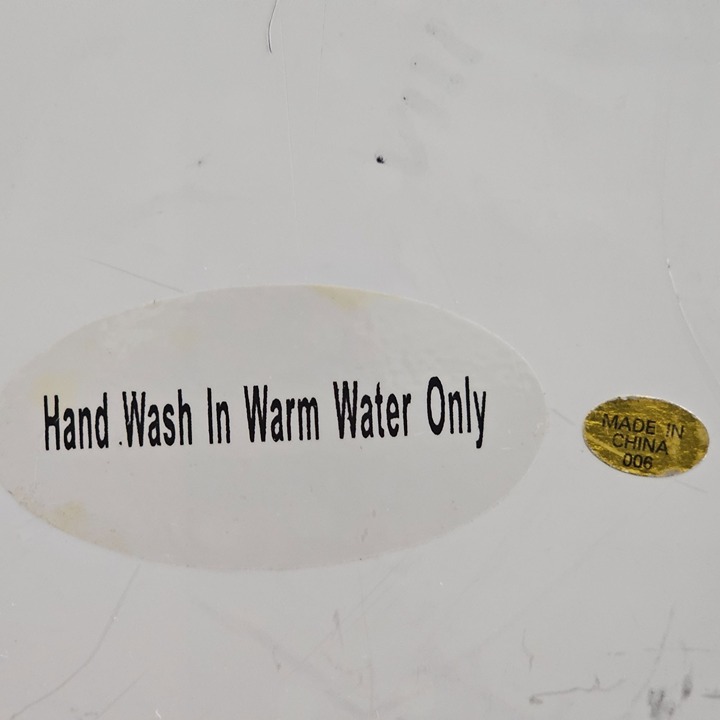 Hand Wash In Warm Water Only
MADE IN
CHINA
006